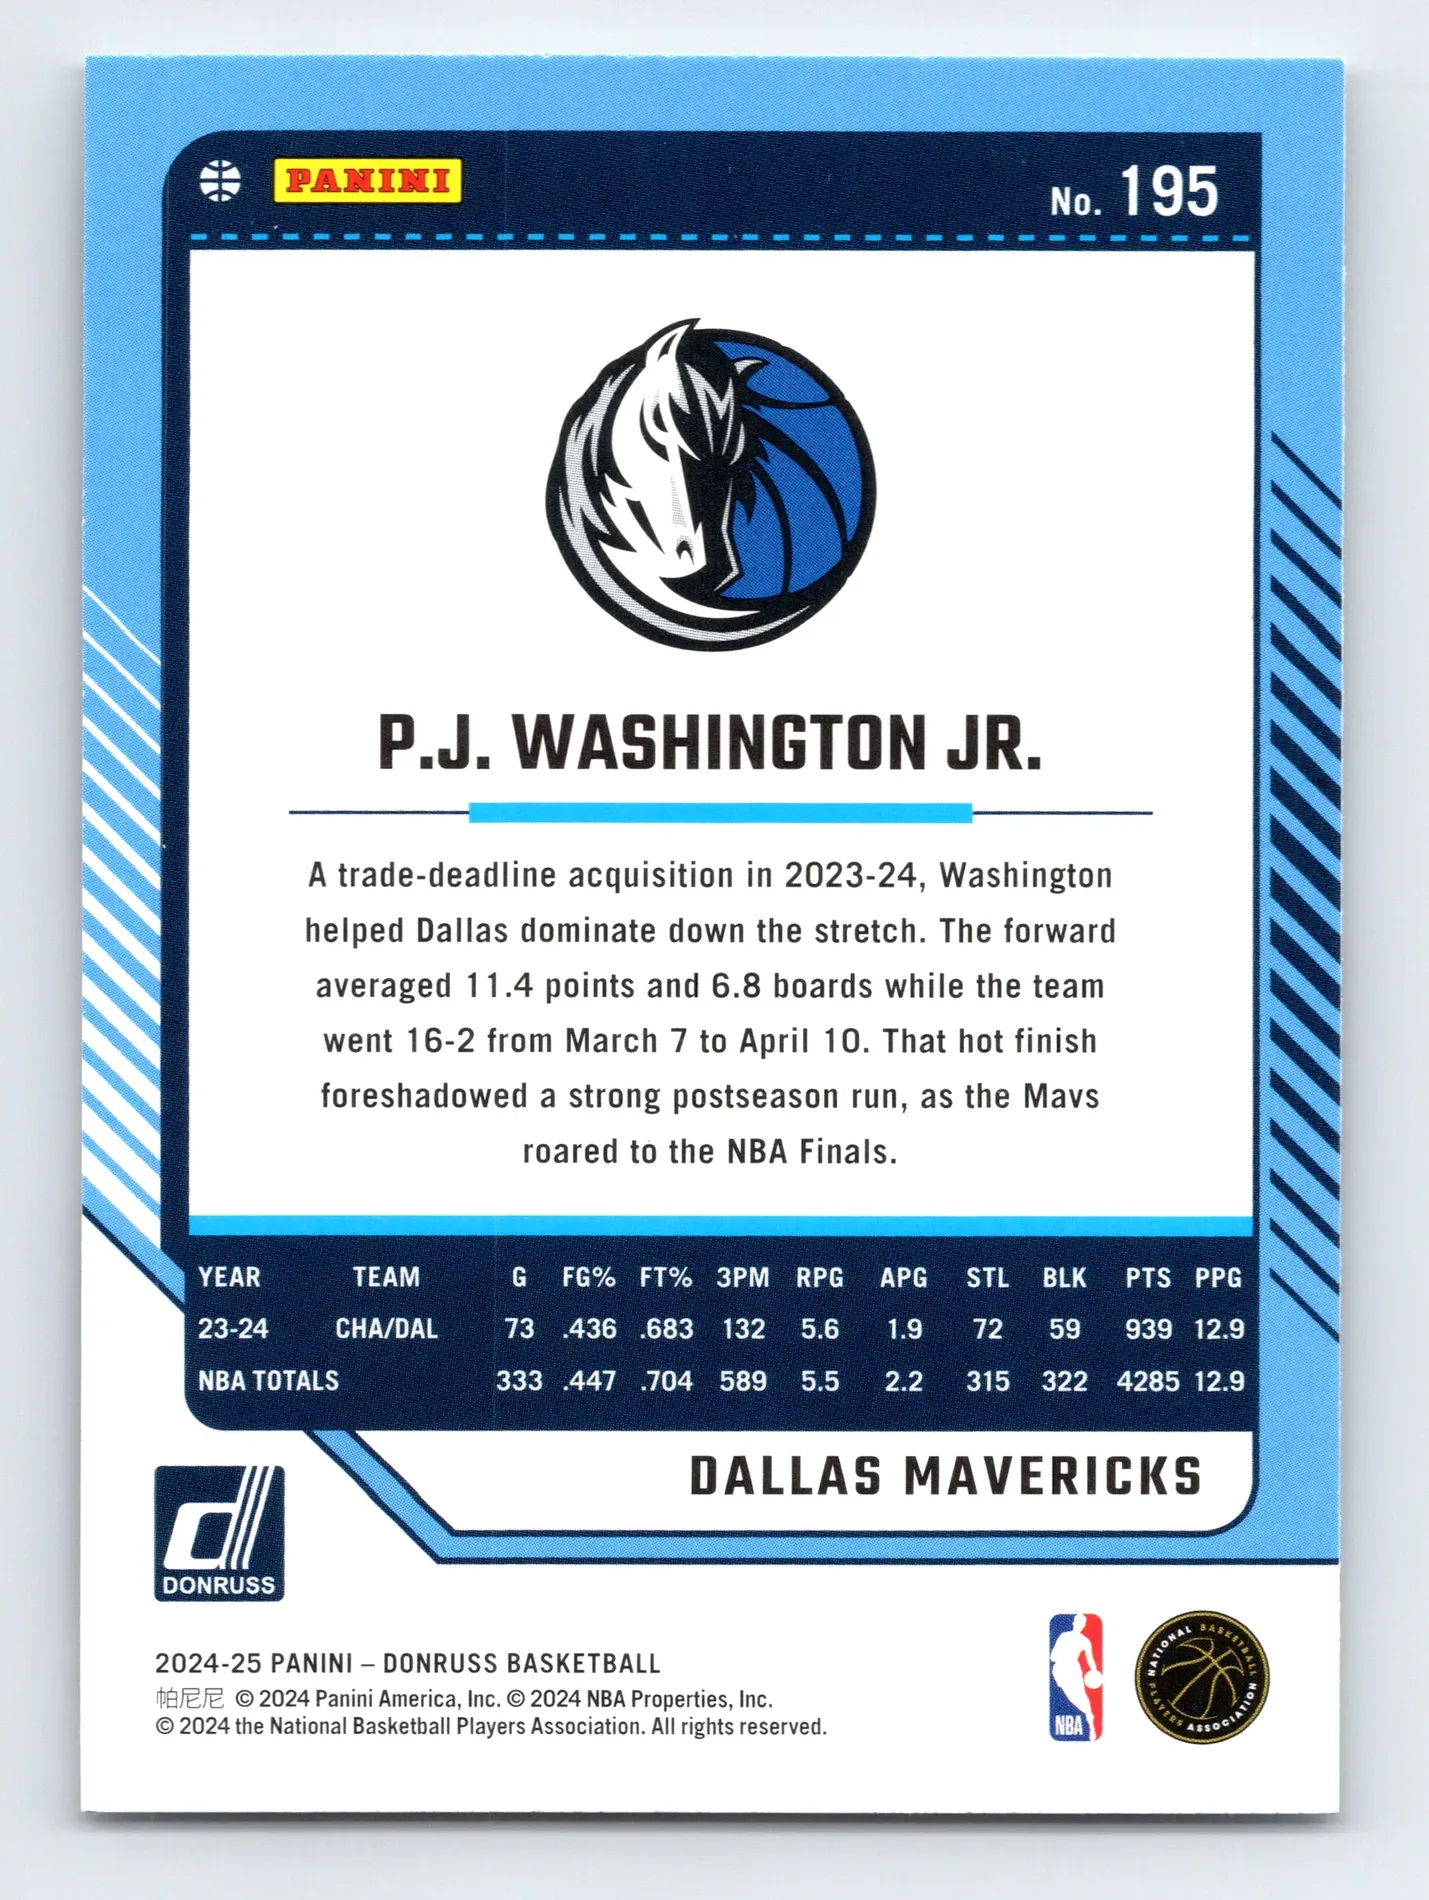 PANINI
No. 195
P.J. WASHINGTON JR.
A trade-deadline acquisition in 2023-24, Washington
helped Dallas dominate down the stretch. The forward
averaged 11.4 points and 6.8 boards while the team
went 16-2 from March 7 to April 10. That hot finish
foreshadowed a strong postseason run, as the Mavs
roared to the NBA Finals.
YEAR TEAM G FG% FT% 3PM RPG APG STL BLK PTS PPG
23-24 CHA/DAL 73 .436 .683 132 5.6 1.9 72 59 939 12.9
NBA TOTALS 333 .447 .704 589 5.5 2.2 315 322 4285 12.9
DALLAS MAVERICKS
d
DONRUSS
2024-25 PANINI – DONRUSS BASKETBALL
帕尼尼 © 2024 Panini America, Inc. © 2024 NBA Properties, Inc.
© 2024 the National Basketball Players Association. All rights reserved.
NBA
NATIONAL BASKETBALL
PLAYERS ASSOCIATION